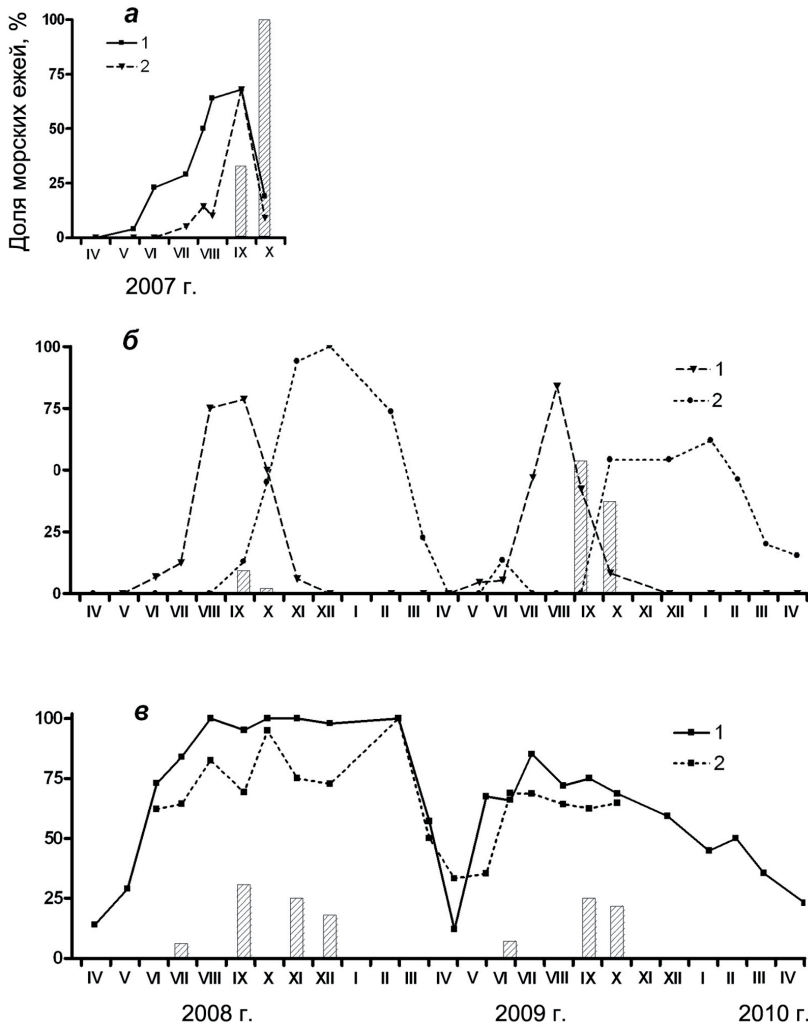 Доля морских ежей, %
а
100
1
2
75
50
25
0
IV V VI VII VIII IX X
2007 г.
б
100
1
2
75
0
25
0
IV V VI VII VIII IX X XI XII I II III IV V VI VII VIII IX X XI XII I II III IV
в
100
1
2
75
50
25
0
IV V VI VII VIII IX X XI XII I II III IV V VI VII VIII IX X XI XII I II III IV
2008 г. 2009 г. 2010 г.